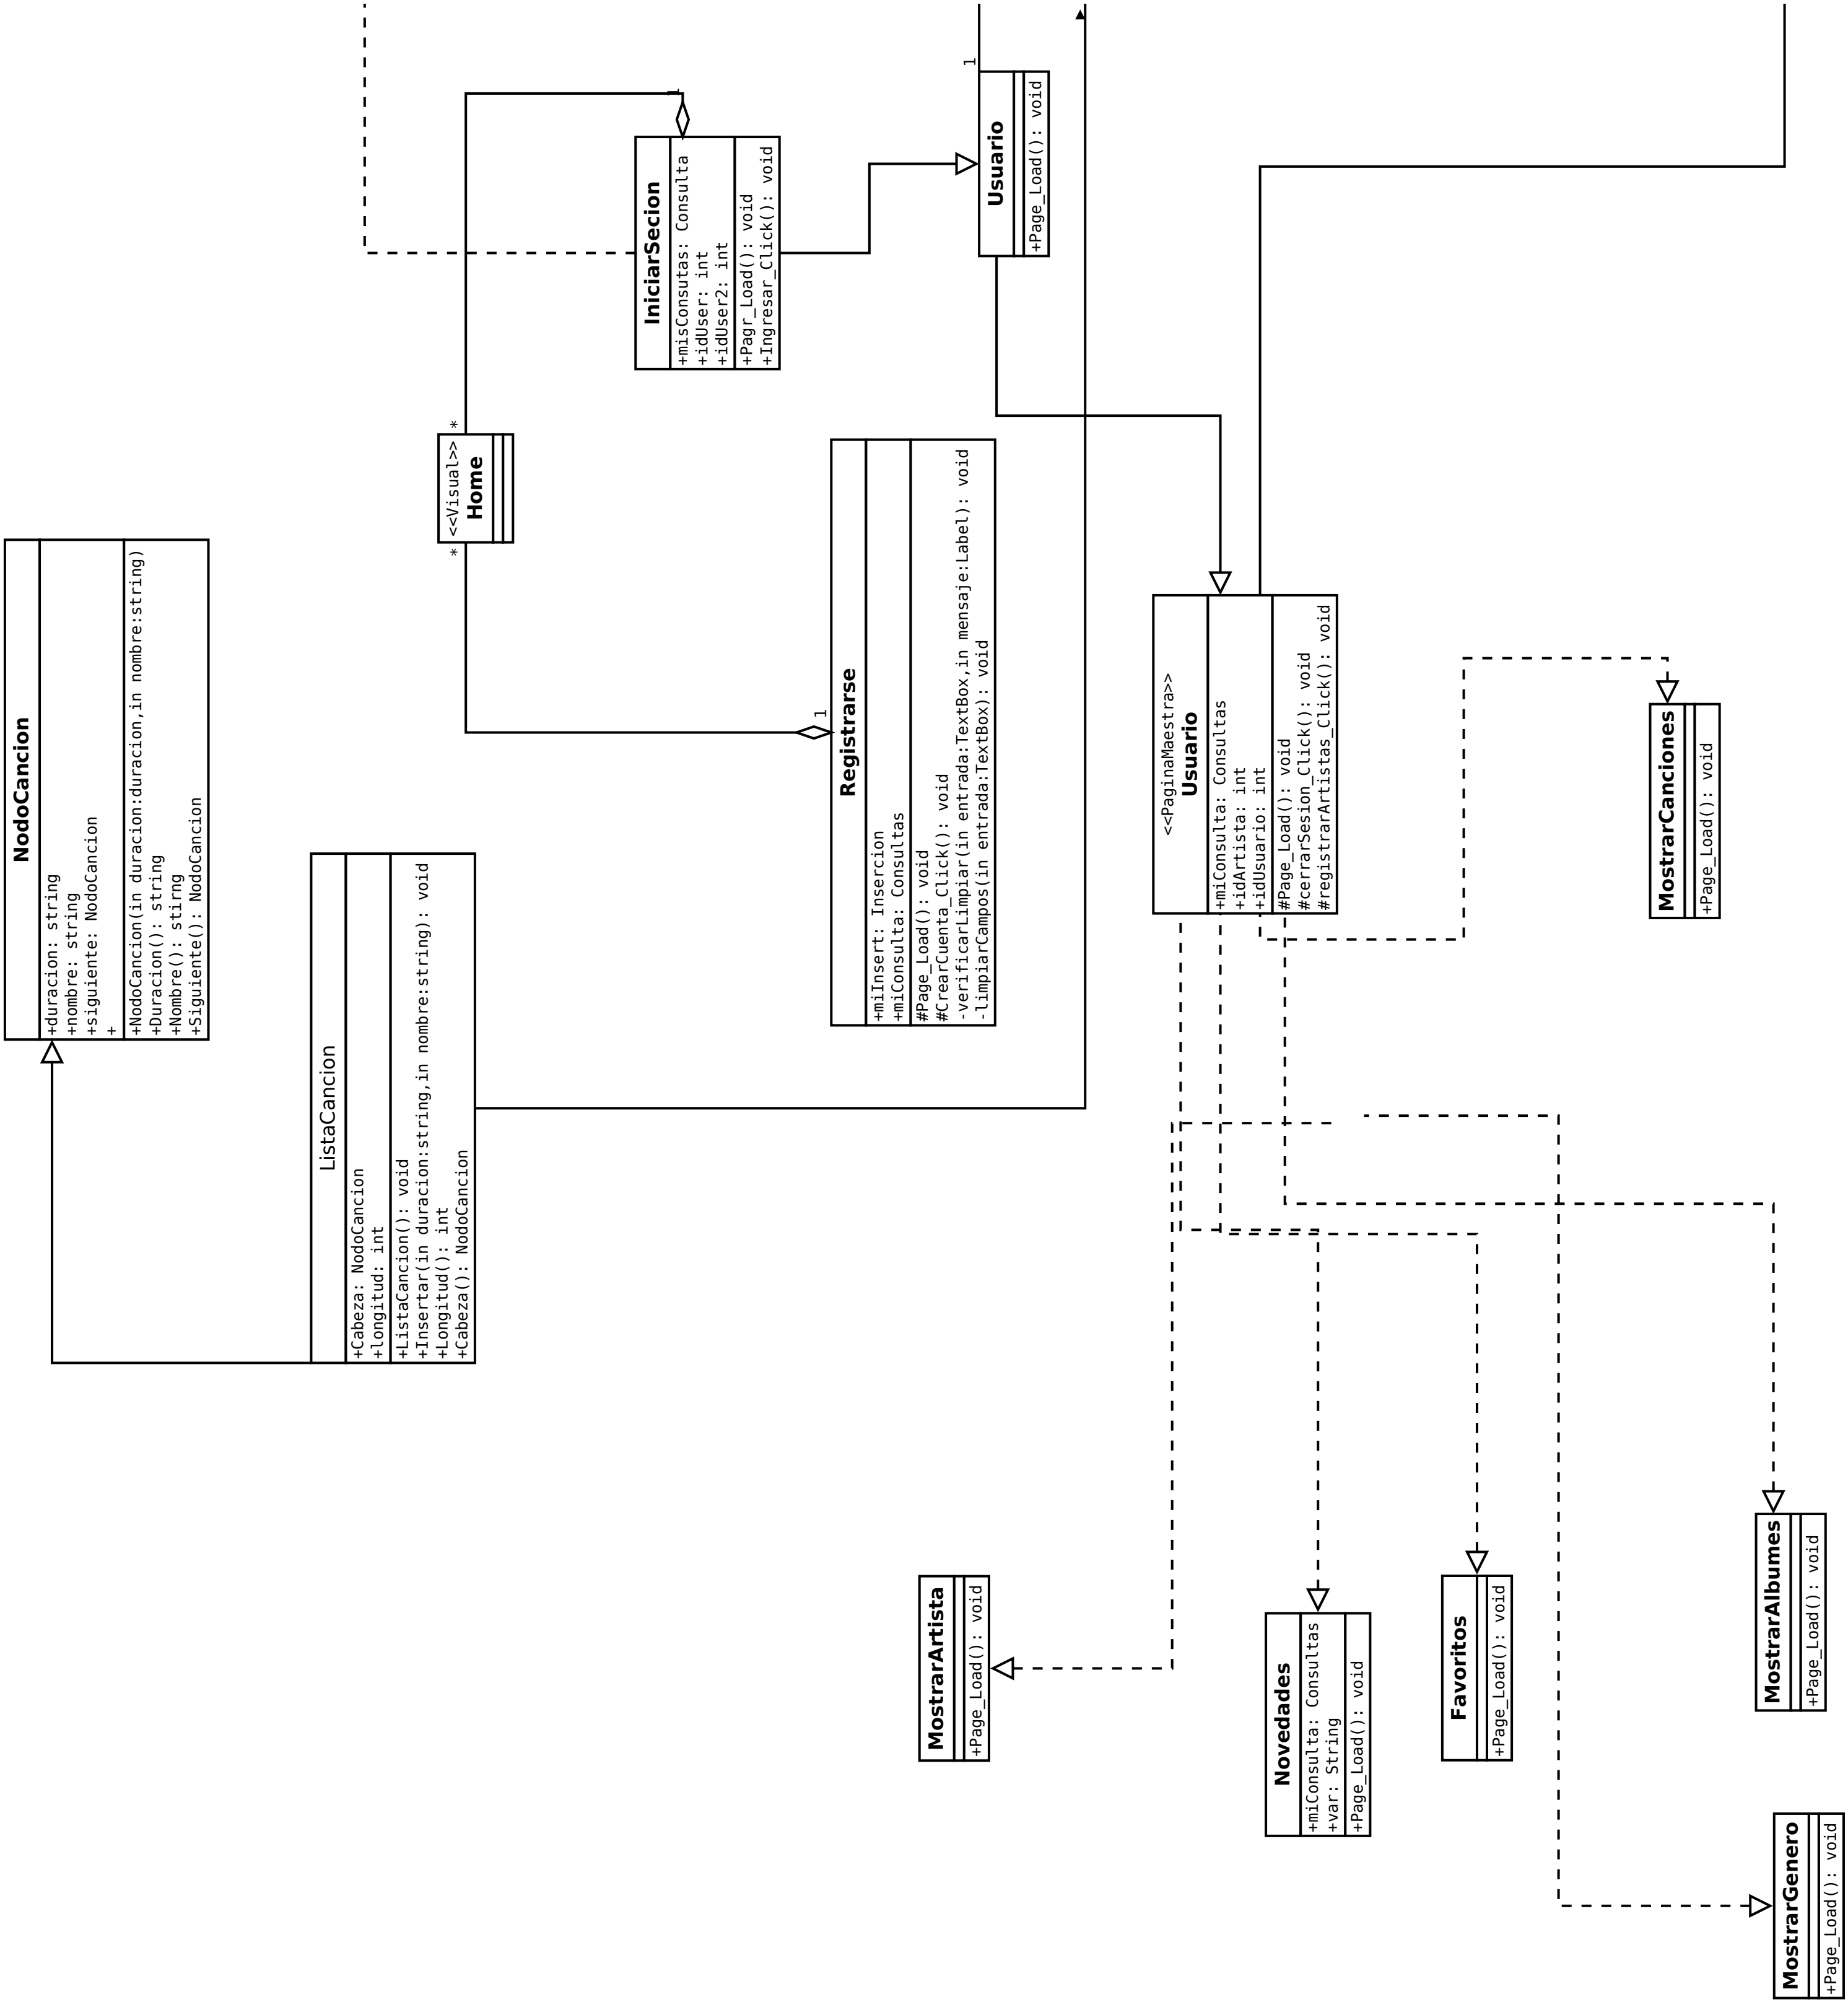 NodoCancion
+duracion: string
+nombre: string
+siguiente: NodoCancion
+
+NodoCancion(in duracion:duracion,in nombre:string)
+Duracion(): string
+Nombre(): stirng
+Siguiente(): NodoCancion
ListaCancion
+Cabeza: NodoCancion
+longitud: int
+ListaCancion(): void
+Insertar(in duracion:string,in nombre:string): void
+Longitud(): int
+Cabeza(): NodoCancion
*
<<Visual>>
Home
*
1
IniciarSecion
+misConsutas: Consulta
+idUser: int
+idUser2: int
+Pagr_Load(): void
+Ingresar_Click(): void
1
Registrarse
+miInsert: Insercion
+miConsulta: Consultas
#Page_Load(): void
#CrearCuenta_Click(): void
-verificarLimpiar(in entrada:TextBox,in mensaje:Label): void
-limpiarCampos(in entrada:TextBox): void
1
Usuario
+Page_Load(): void
<<PaginaMaestra>>
Usuario
+miConsulta: Consultas
+idArtista: int
+idUsuario: int
#Page_Load(): void
#cerrarSesion_Click(): void
#registrarArtistas_Click(): void
MostrarCanciones
+Page_Load(): void
MostrarArtista
+Page_Load(): void
Novedades
+miConsulta: Consultas
+var: String
+Page_Load(): void
Favoritos
+Page_Load(): void
MostrarAlbumes
+Page_Load(): void
MostrarGenero
+Page_Load(): void